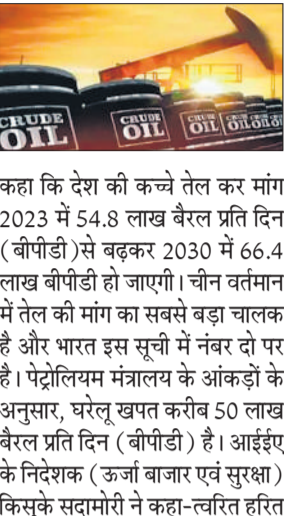 CRUDE
OIL
CRUDE
OIL
CRUDE
OIL
OIL
OIL
कहा कि देश की कच्चे तेल कर मांग
2023 में 54.8 लाख बैरल प्रति दिन
(बीपीडी)से बढ़कर 2030 में 66.4
लाख बीपीडी हो जाएगी। चीन वर्तमान
में तेल की मांग का सबसे बड़ा चालक
है और भारत इस सूची में नंबर दो पर
है। पेट्रोलियम मंत्रालय के आंकड़ों के
अनुसार, घरेलू खपत करीब 50 लाख
बैरल प्रति दिन (बीपीडी) है। आईईए
के निदेशक (ऊर्जा बाजार एवं सुरक्षा)
किसुके सदामोरी ने कहा-त्वरित हरित